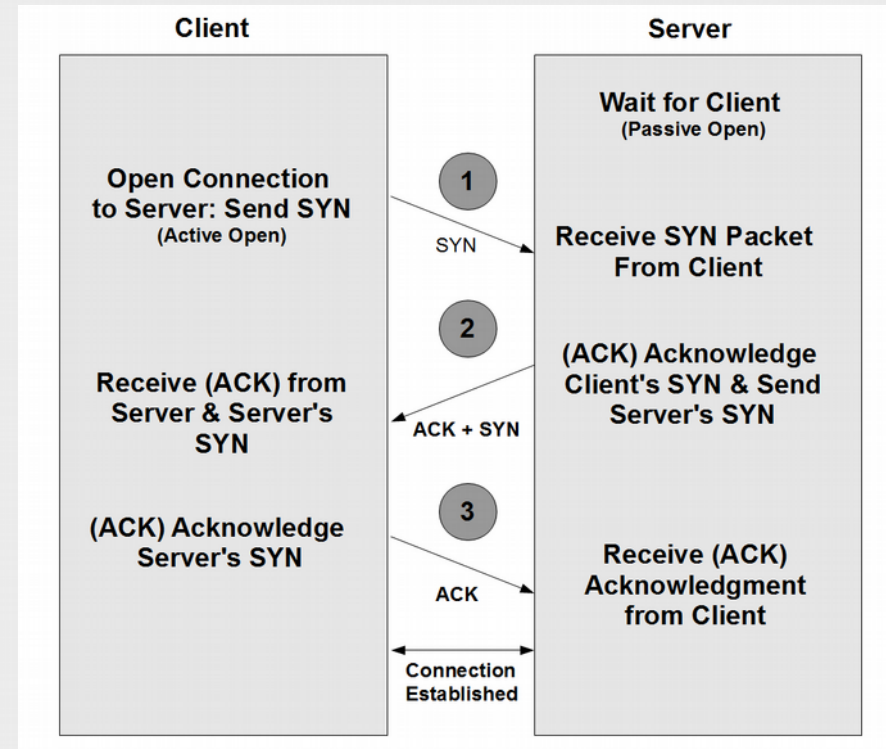 Client
Server
Wait for Client
(Passive Open)
Open Connection
to Server: Send SYN
(Active Open)
1
SYN
Receive SYN Packet
From Client
2
(ACK) Acknowledge
Client's SYN & Send
Server's SYN
Receive (ACK) from
Server & Server's
SYN
ACK + SYN
3
(ACK) Acknowledge
Server's SYN
ACK
Receive (ACK)
Acknowledgment
from Client
Connection
Established